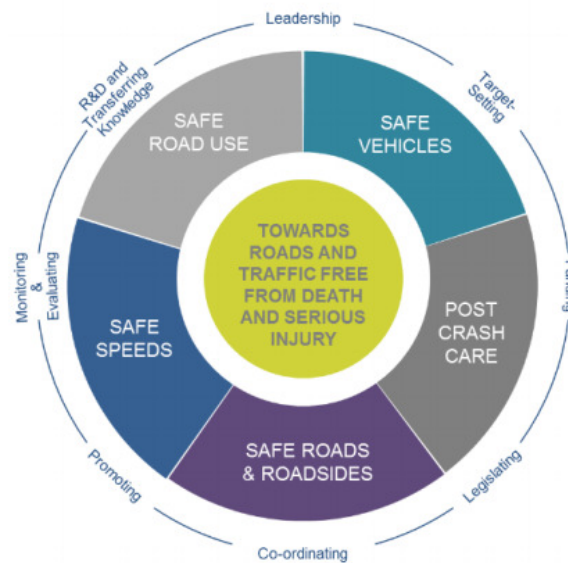 Leadership
Target-
Setting
Legislating
Co-ordinating
Promoting
Monitoring
&
Evaluating
R&D and
Transferring
Knowledge
SAFE
ROAD USE
SAFE
VEHICLES
POST
CRASH
CARE
SAFE ROADS
& ROADSIDES
SAFE
SPEEDS
TOWARDS
ROADS AND
TRAFFIC FREE
FROM DEATH
AND SERIOUS
INJURY